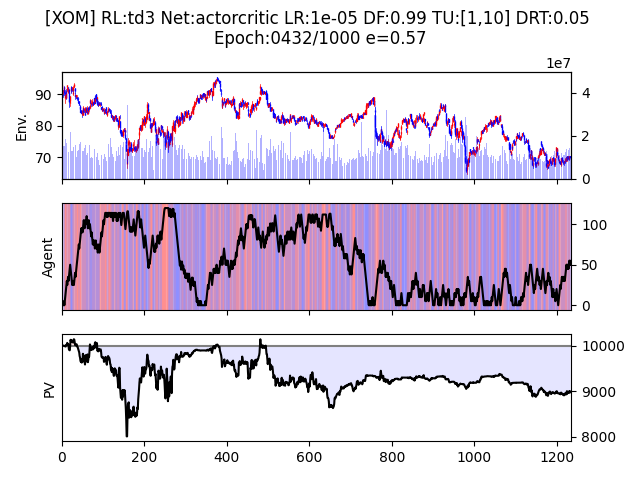 [XOM] RL:td3 Net:actorcritic LR:1e-05 DF:0.99 TU:[1,10] DRT:0.05
Epoch:0432/1000 e=0.57
1e7
Env.
90
80
70
4
2
0
Agent
100
50
0
PV
10000
9000
8000
0 200 400 600 800 1000 1200